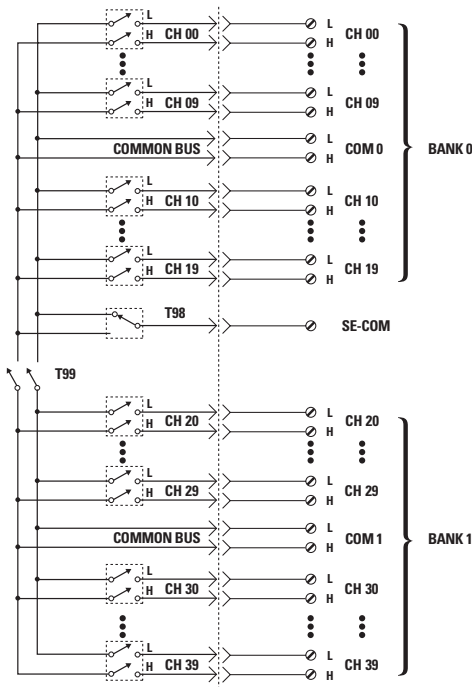 L L
H CH 00 H CH 00
L L
H CH 09 H CH 09
L
COMMON BUS H COM 0 BANK 0
L L
H CH 10 H CH 10
L L
H CH 19 H CH 19
T98 SE-COM
T99
L L
H CH 20 H CH 20
L L
H CH 29 H CH 29
L
COMMON BUS H COM 1 BANK 1
L L
H CH 30 H CH 30
L L
H CH 39 H CH 39